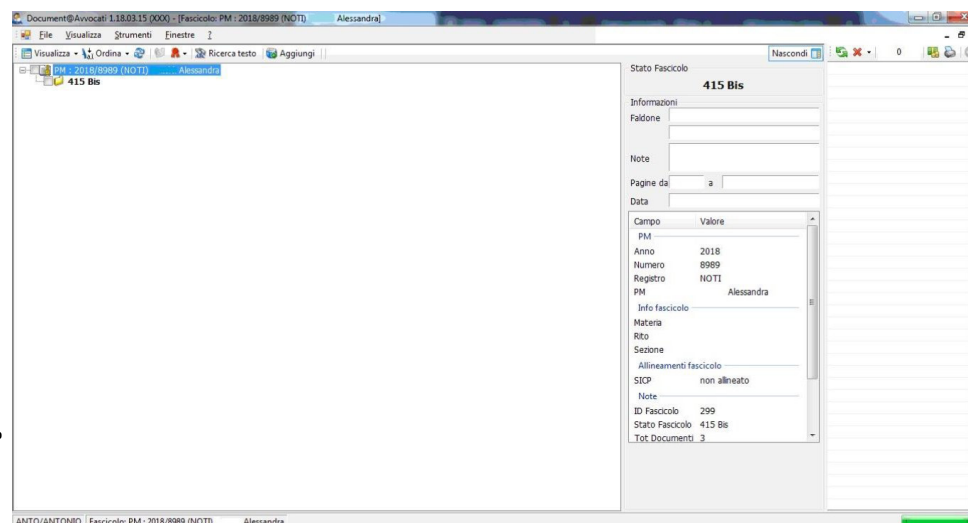 Document@Avvocati 1.18.03.15 (XXX) - [Fascicolo: PM : 2018/8989 (NOTI) Alessandra]
File Visualizza Strumenti Finestre ?
Visualizza Ordina Ricerca testo Aggiungi Nascondi 0
PM : 2018/8989 (NOTI) Alessandra
415 Bis
Stato Fascicolo
415 Bis
Informazioni
Faldone
Note
Pagine da a
Data
Campo Valore
PM
Anno 2018
Numero 8989
Registro NOTI
PM Alessandra
Info fascicolo
Materia
Rito
Sezione
Allineamenti fascicolo
SICP non allineato
Note
ID Fascicolo 299
Stato Fascicolo 415 Bis
Tot Documenti 3
ANTO/ANTONIO Fascicolo: PM : 2018/8989 (NOTI) Alessandra